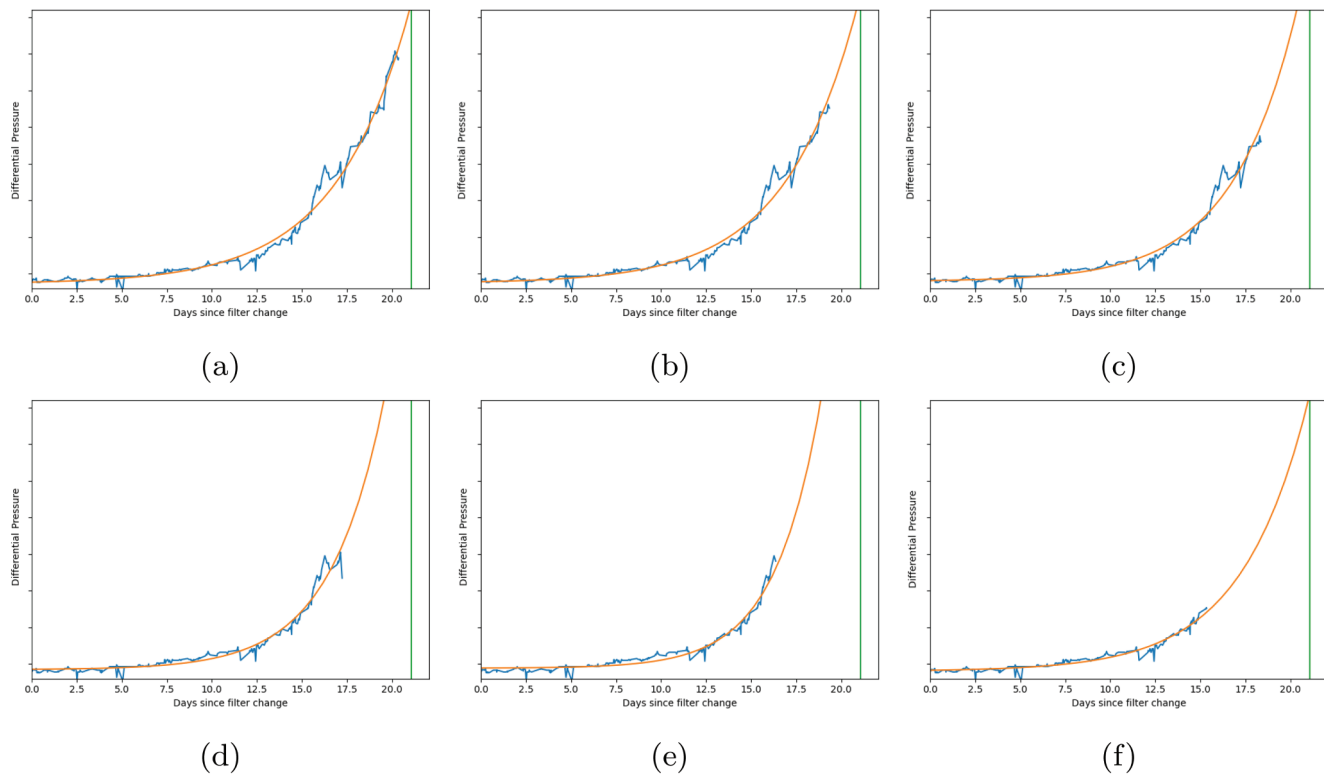 Differential Pressure
0.0 2.5 5.0 7.5 10.0 12.5 15.0 17.5 20.0
Days since filter change
(a)
Differential Pressure
0.0 2.5 5.0 7.5 10.0 12.5 15.0 17.5 20.0
Days since filter change
(b)
Differential Pressure
0.0 2.5 5.0 7.5 10.0 12.5 15.0 17.5 20.0
Days since filter change
(c)
Differential Pressure
0.0 2.5 5.0 7.5 10.0 12.5 15.0 17.5 20.0
Days since filter change
(d)
Differential Pressure
0.0 2.5 5.0 7.5 10.0 12.5 15.0 17.5 20.0
Days since filter change
(e)
Differential Pressure
0.0 2.5 5.0 7.5 10.0 12.5 15.0 17.5 20.0
Days since filter change
(f)